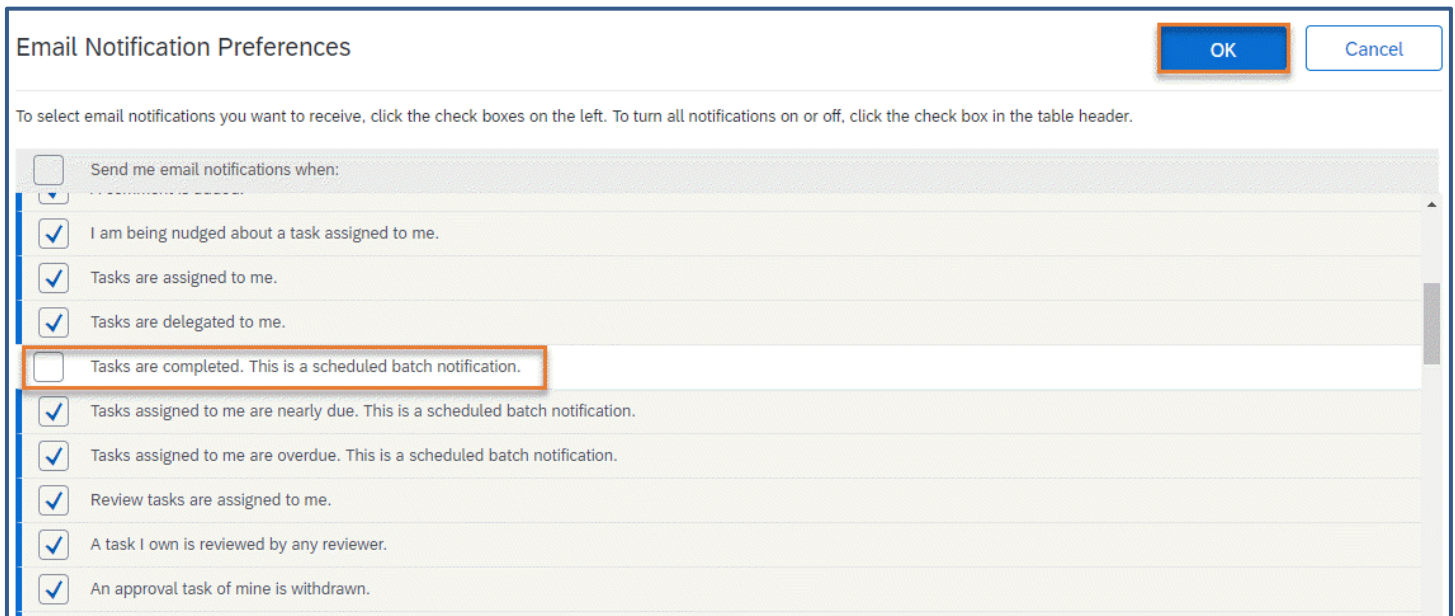 Email Notification Preferences
OK
Cancel
To select email notifications you want to receive, click the check boxes on the left. To turn all notifications on or off, click the check box in the table header.
Send me email notifications when:
I am being nudged about a task assigned to me.
Tasks are assigned to me.
Tasks are delegated to me.
Tasks are completed. This is a scheduled batch notification.
Tasks assigned to me are nearly due. This is a scheduled batch notification.
Tasks assigned to me are overdue. This is a scheduled batch notification.
Review tasks are assigned to me.
A task I own is reviewed by any reviewer.
An approval task of mine is withdrawn.